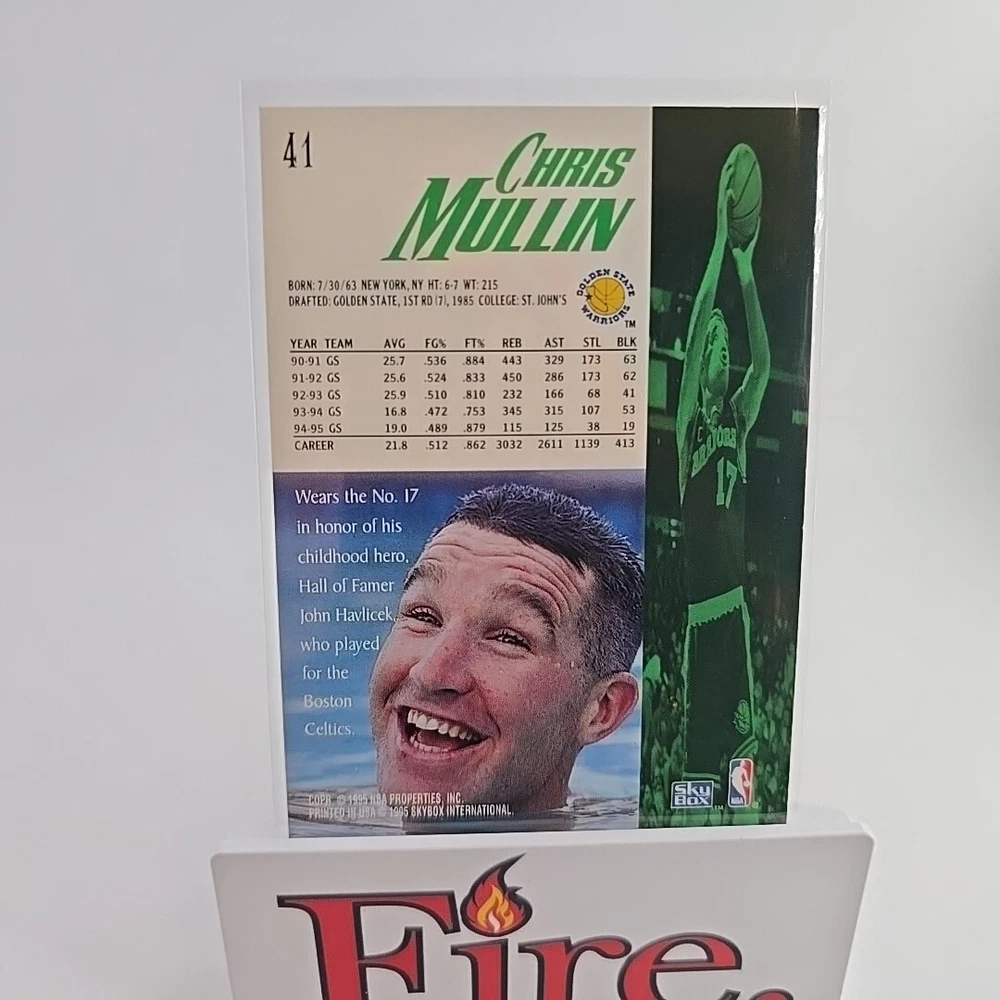 41
CHRIS
MULLIN
BORN: 7/30/63 NEW YORK, NY HT: 6-7 WT: 215
DRAFTED: GOLDEN STATE, 1ST RD (7), 1985 COLLEGE: ST. JOHN'S
GOLDEN STATE
WARRIORS
TM
YEAR TEAM AVG FG% FT% REB AST STL BLK
90-91 GS 25.7 .536 .884 443 329 173 63
91-92 GS 25.6 .524 .833 450 286 173 62
92-93 GS 25.9 .510 .810 232 166 68 41
93-94 GS 16.8 .472 .753 345 315 107 53
94-95 GS 19.0 .489 .879 115 125 38 19
CAREER 21.8 .512 .862 3032 2611 1139 413
Wears the No. 17
in honor of his
childhood hero,
Hall of Famer
John Havlicek,
who played
for the
Boston
Celtics.
COPR. © 1995 NBA PROPERTIES, INC.
PRINTED IN USA © 1995 SKYBOX INTERNATIONAL.
C
17
SKY
BOX TM
NBA ®
Fire